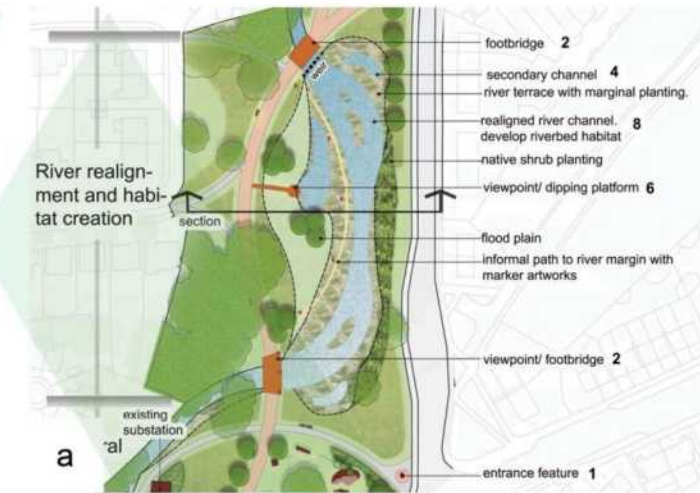 footbridge 2
weir
secondary channel 4
river terrace with marginal planting.
realigned river channel. 8
develop riverbed habitat
native shrub planting
River realign-
ment and habi-
tat creation
viewpoint/ dipping platform 6
section
flood plain
informal path to river margin with
marker artworks
viewpoint/ footbridge 2
existing
substation
ral
a
entrance feature 1